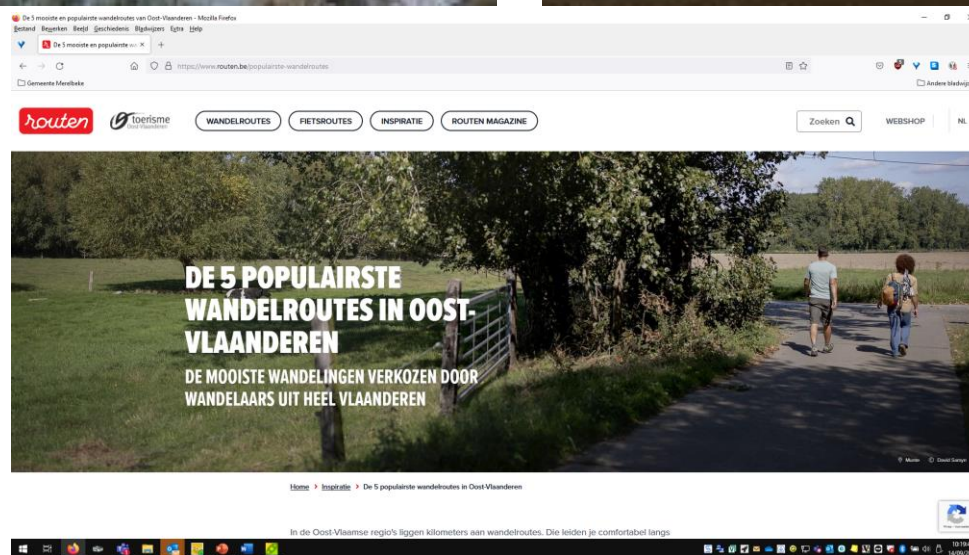 De 5 mooiste en populairste wandelroutes van Oost-Vlaanderen - Mozilla Firefox
Bestand Bewerken Beeld Geschiedenis Bladwijzers Extra Help
De 5 mooiste en populairste wa
https://www.routen.be/populairste-wandelroutes
Gemeente Merelbeke
Andere bladwijz
routen
toerisme
Oost-Vlaanderen
WANDELROUTES
FIETSROUTES
INSPIRATIE
ROUTEN MAGAZINE
Zoeken
WEBSHOP
NL
DE 5 POPULAIRSTE
WANDELROUTES IN OOST-
VLAANDEREN
DE MOOISTE WANDELINGEN VERKOZEN DOOR
WANDELAARS UIT HEEL VLAANDEREN
David Samyn
Home > Inspiratie > De 5 populairste wandelroutes in Oost-Vlaanderen
In de Oost-Vlaamse regio's liggen kilometers aan wandelroutes. Die leiden je comfortabel langs